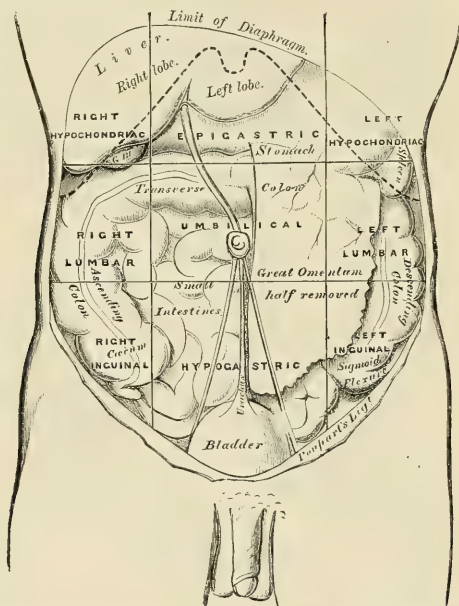 Limit of Diaphragm.
Liver.
Right lobe.
Left lobe.
RIGHT
HYPOCHONDRIAC
G. bl
EPIGASTRIC
LEFT
HYPOCHONDRIAC
Stomach
Spleen
Transverse Colon
UMBILICAL
RIGHT
LUMBAR
LEFT
LUMBAR
Ascending
Colon
Small
Intestines
Great Omentum
half removed
Descending
Colon
RIGHT
Cæcum
INGUINAL
HYPOGASTRIC
LEFT
INGUINAL
Sigmoid
Flexure
Urachus
Bladder
Poupart's Ligt